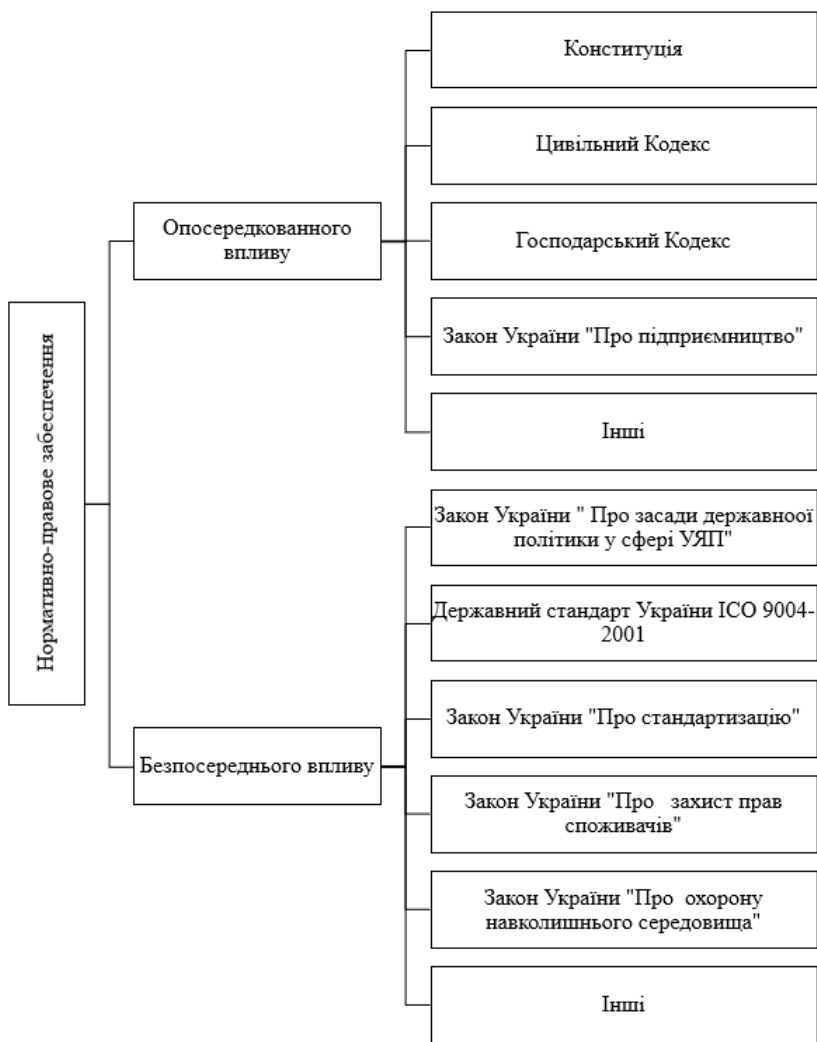 Нормативно-правове забеспечення
Опосередкованного
впливу
Конституція
Цивільний Кодекс
Господарський Кодекс
Закон України "Про підприємництво"
Інші
Безпосереднього впливу
Закон України " Про засади державноої
політики у сфері УЯП"
Державний стандарт України ІСО 9004-
2001
Закон України "Про стандартизацію"
Закон України "Про захист прав
споживачів"
Закон України "Про охорону
навколишнього середовища"
Інші